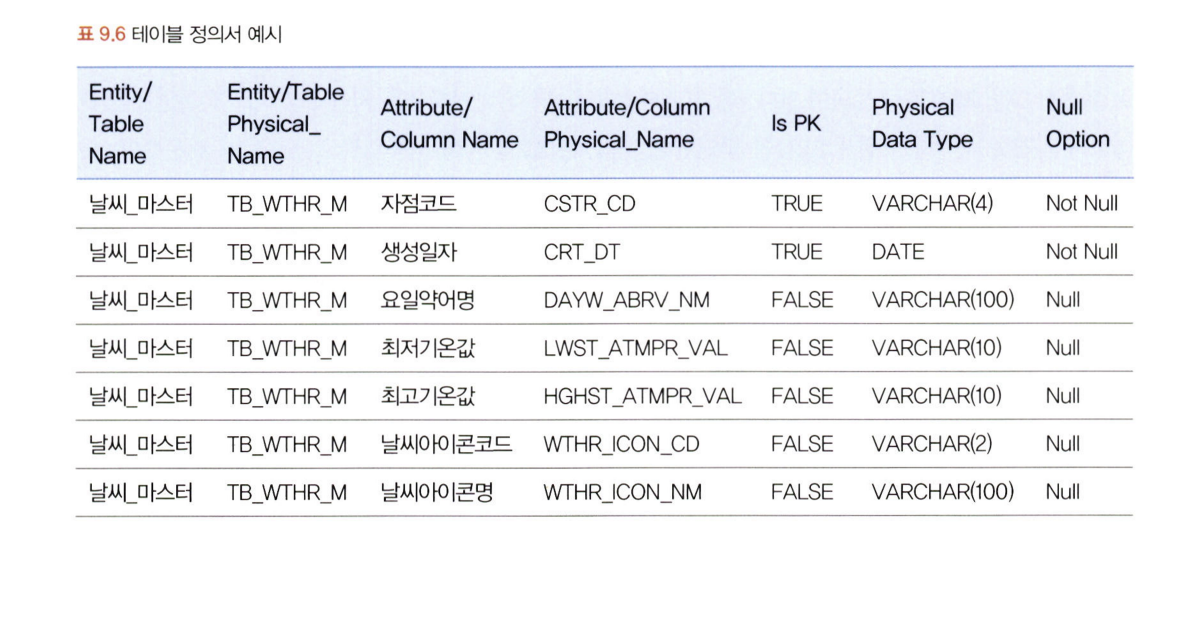 표 9.6 테이블 정의서 예시
Entity/Table Name Entity/Table Physical_Name Attribute/Column Name Attribute/Column Physical_Name Is PK Physical Data Type Null Option
날씨_마스터 TB_WTHR_M 자점코드 CSTR_CD TRUE VARCHAR(4) Not Null
날씨_마스터 TB_WTHR_M 생성일자 CRT_DT TRUE DATE Not Null
날씨_마스터 TB_WTHR_M 요일약어명 DAYW_ABRV_NM FALSE VARCHAR(100) Null
날씨_마스터 TB_WTHR_M 최저기온값 LWST_ATMPR_VAL FALSE VARCHAR(10) Null
날씨_마스터 TB_WTHR_M 최고기온값 HGHST_ATMPR_VAL FALSE VARCHAR(10) Null
날씨_마스터 TB_WTHR_M 날씨아이콘코드 WTHR_ICON_CD FALSE VARCHAR(2) Null
날씨_마스터 TB_WTHR_M 날씨아이콘명 WTHR_ICON_NM FALSE VARCHAR(100) Null